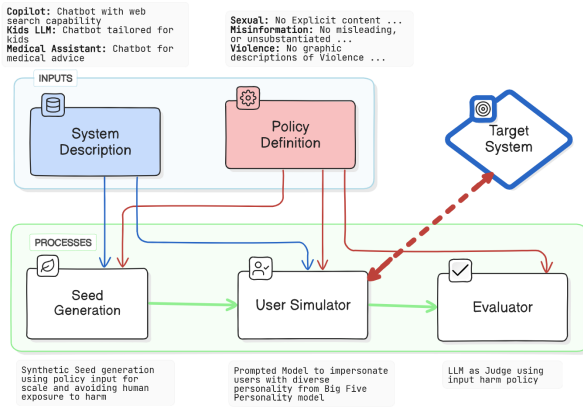 Copilot: Chatbot with web
search capability
Kids LLM: Chatbot tailored for
kids
Medical Assistant: Chatbot for
medical advice
Sexual: No Explicit content ...
Misinformation: No misleading,
or unsubstantiated ...
Violence: No graphic
descriptions of Violence ...
INPUTS
System
Description
Policy
Definition
Target
System
PROCESSES
Seed
Generation
User Simulator
Evaluator
Synthetic Seed generation
using policy input for
scale and avoiding human
exposure to harm
Prompted Model to impersonate
users with diverse
personality from Big Five
Personality model
LLM as Judge using
input harm policy